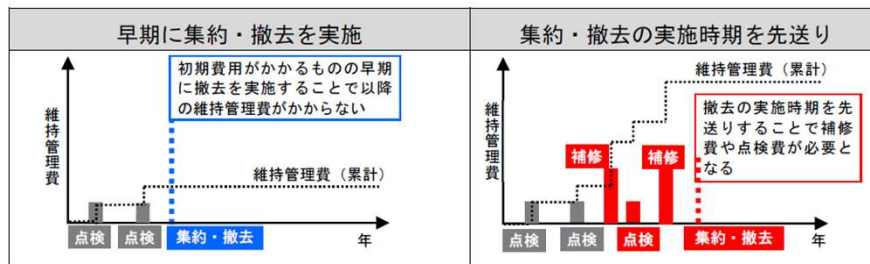 早期に集約・撤去を実施
初期費用がかかるものの早期
に撤去を実施することで以降
の維持管理費がかからない
維持管理費
維持管理費（累計）
点検
点検
集約・撤去
年
集約・撤去の実施時期を先送り
維持管理費（累計）
撤去の実施時期を先
送りすることで補修
費や点検費が必要と
なる
維持管理費
補修
補修
点検
点検
点検
集約・撤去
年